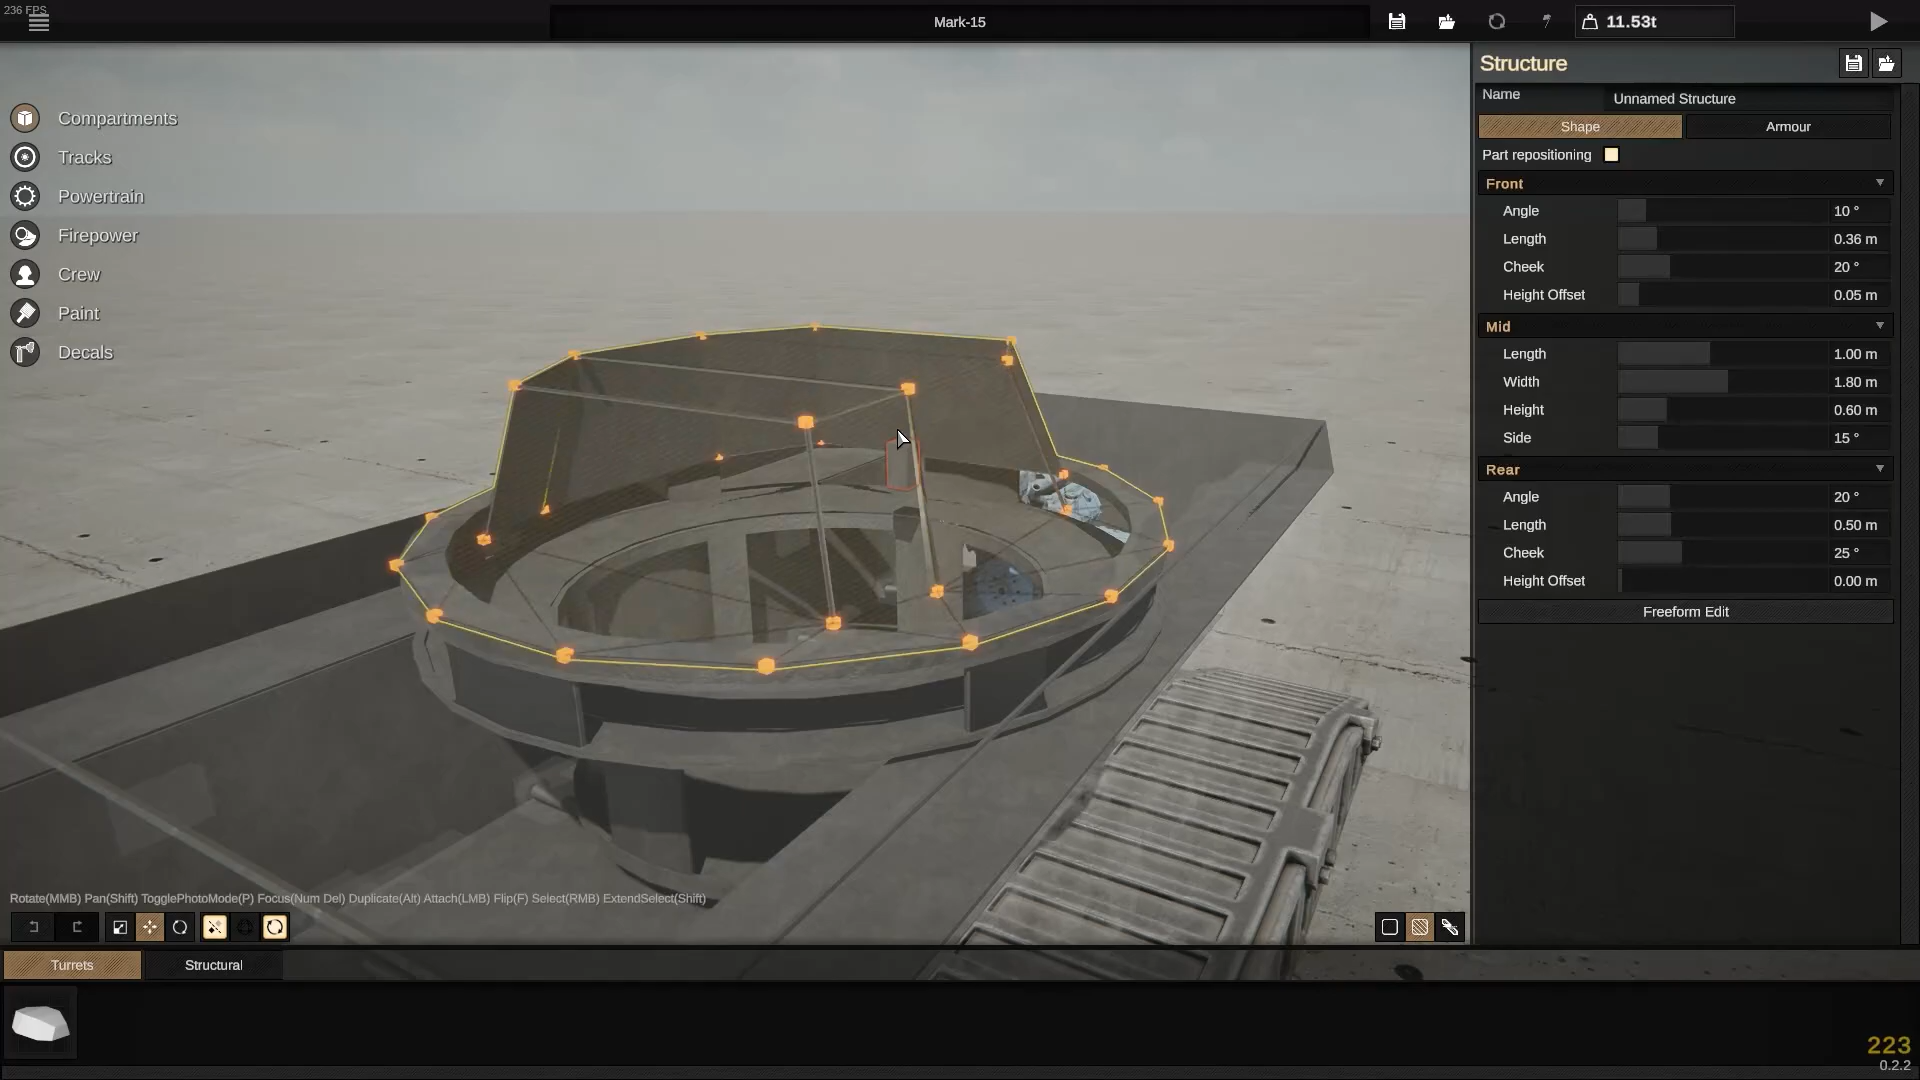 236 FPS
Mark-15
11.53t
Compartments
Tracks
Powertrain
Firepower
Crew
Paint
Decals
Structure
Name Unnamed Structure
Shape Armour
Part repositioning
Front
Angle 10 °
Length 0.36 m
Cheek 20 °
Height Offset 0.05 m
Mid
Length 1.00 m
Width 1.80 m
Height 0.60 m
Side 15 °
Rear
Angle 20 °
Length 0.50 m
Cheek 25 °
Height Offset 0.00 m
Freeform Edit
Rotate(MMB) Pan(Shift) TogglePhotoMode(P) Focus(Num Del) Duplicate(Alt) Attach(LMB) Flip(F) Select(RMB) ExtendSelect(Shift)
Turrets Structural
223
0.2.2